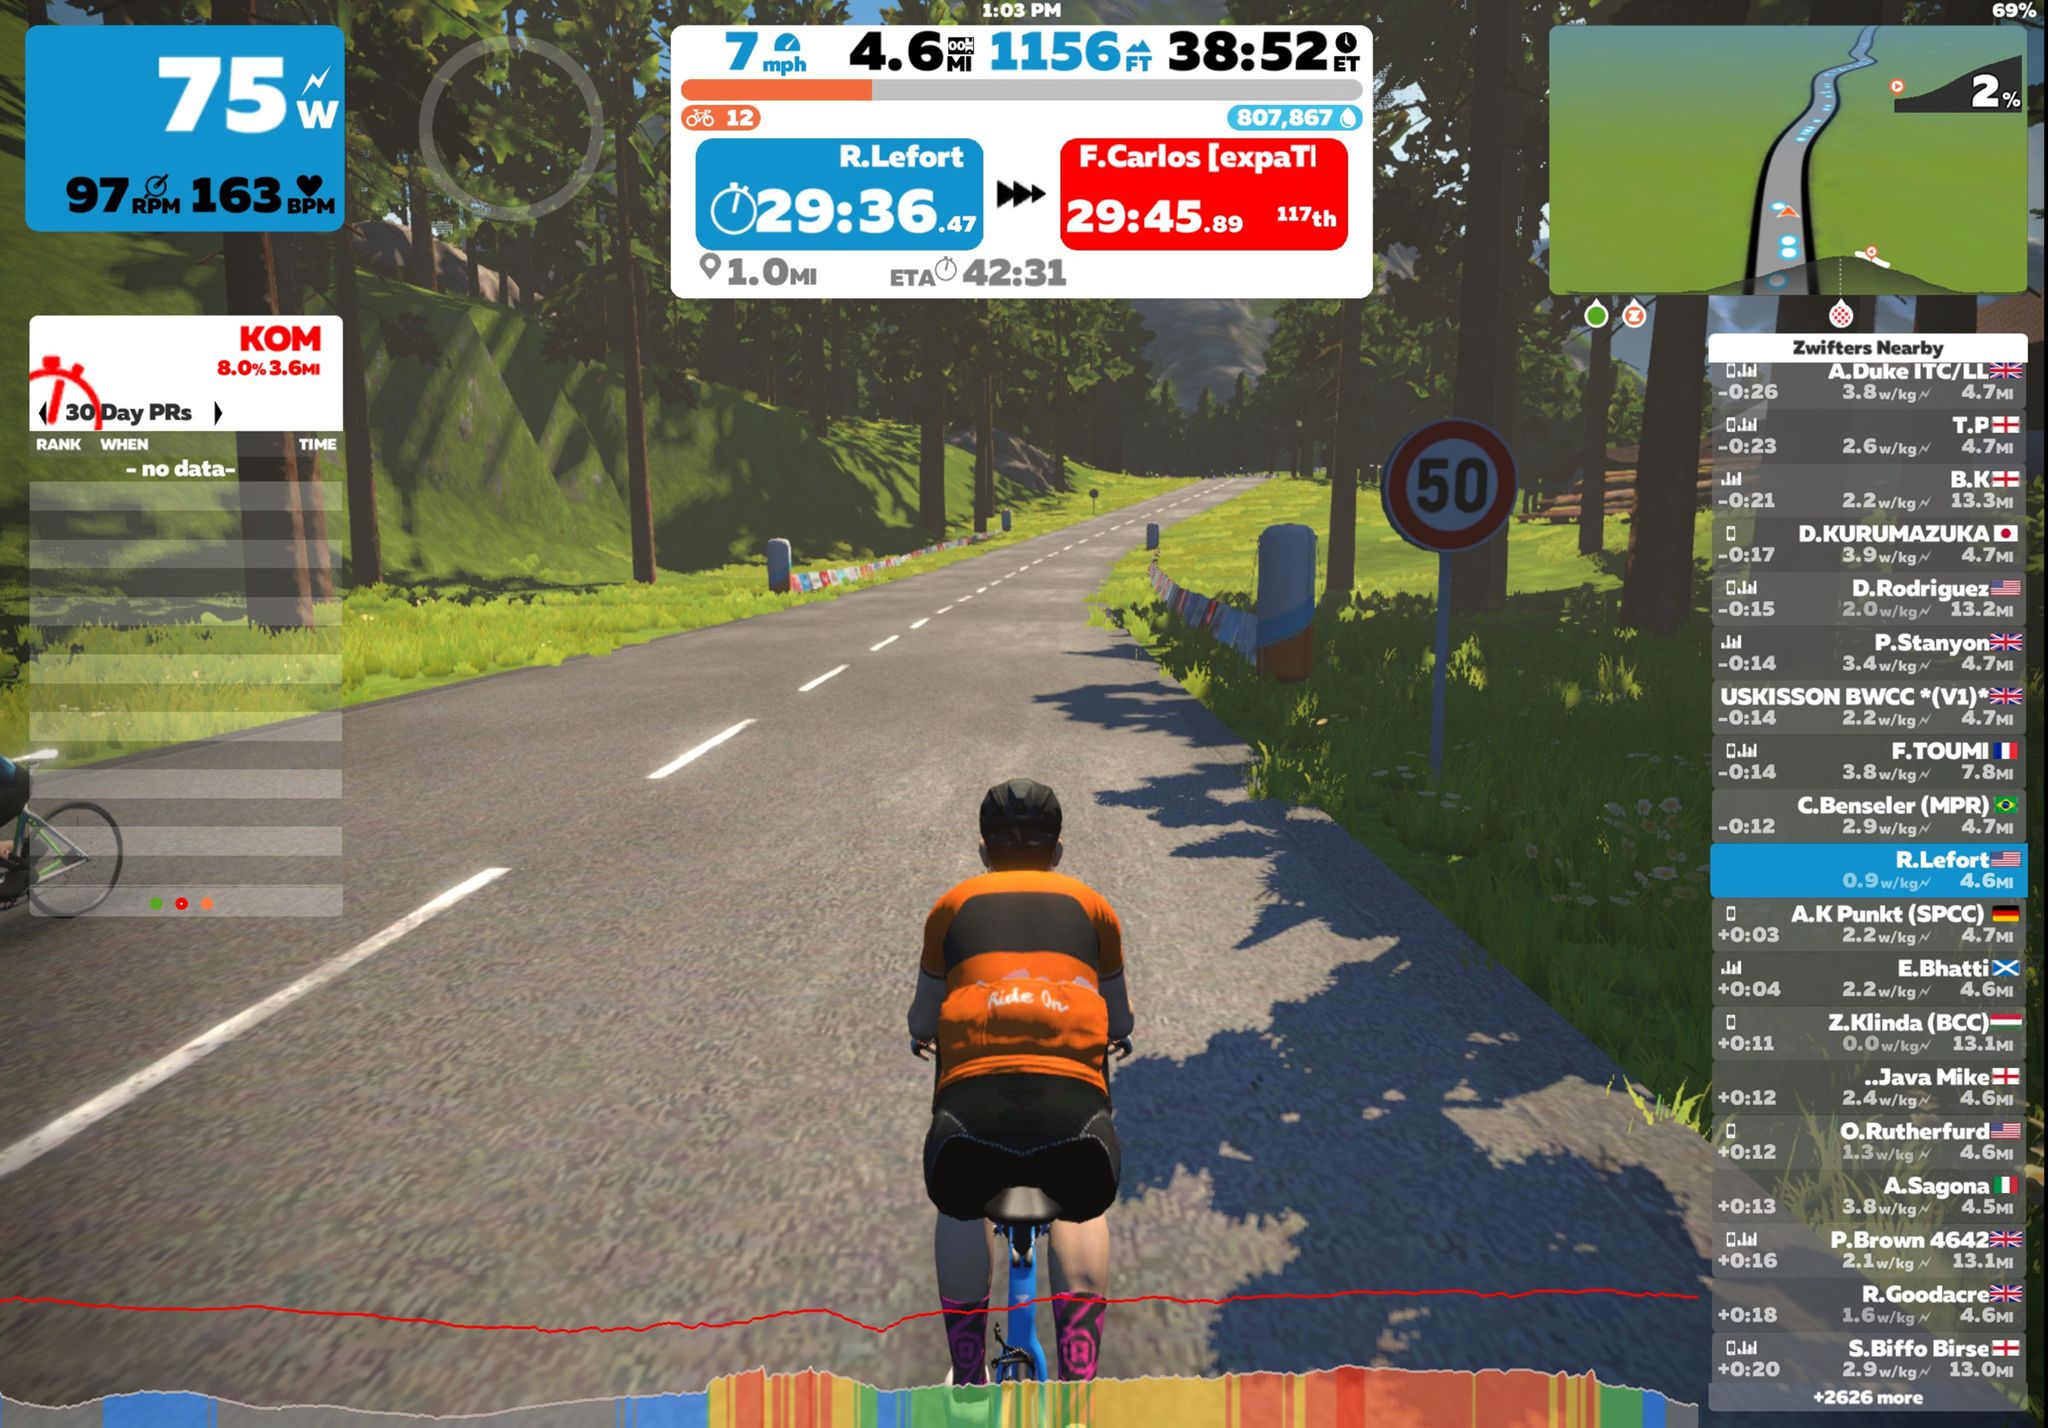 1:03 PM
69%
75 W
97 RPM 163 BPM
7 mph 4.6 MI 1156 FT 38:52 ET
12
807,867
R.Lefort
29:36.47
F.Carlos [expaT
29:45.89 117th
1.0MI ETA 42:31
2%
KOM
8.0% 3.6MI
30 Day PRs
RANK WHEN TIME
- no data-
50
Ride On
Zwifters Nearby
A.Duke ITC/LL
-0:26 3.8w/kg 4.7MI
T.P
-0:23 2.6w/kg 4.7MI
B.K
-0:21 2.2w/kg 13.3MI
D.KURUMAZUKA
-0:17 3.9w/kg 4.7MI
D.Rodriguez
-0:15 2.0w/kg 13.2MI
P.Stanyon
-0:14 3.4w/kg 4.7MI
USKISSON BWCC *(V1)*
-0:14 2.2w/kg 4.7MI
F.TOUMI
-0:14 3.8w/kg 7.8MI
C.Benseler (MPR)
-0:12 2.9w/kg 4.7MI
R.Lefort
0.9w/kg 4.6MI
A.K Punkt (SPCC)
+0:03 2.2w/kg 4.7MI
E.Bhatti
+0:04 2.2w/kg 4.6MI
Z.Klinda (BCC)
+0:11 0.0w/kg 13.1MI
..Java Mike
+0:12 2.4w/kg 4.6MI
O.Rutherfurd
+0:12 1.3w/kg 4.6MI
A.Sagona
+0:13 3.8w/kg 4.5MI
P.Brown 4642
+0:16 2.1w/kg 13.1MI
R.Goodacre
+0:18 1.6w/kg 4.6MI
S.Biffo Birse
+0:20 2.9w/kg 13.0MI
+2626 more